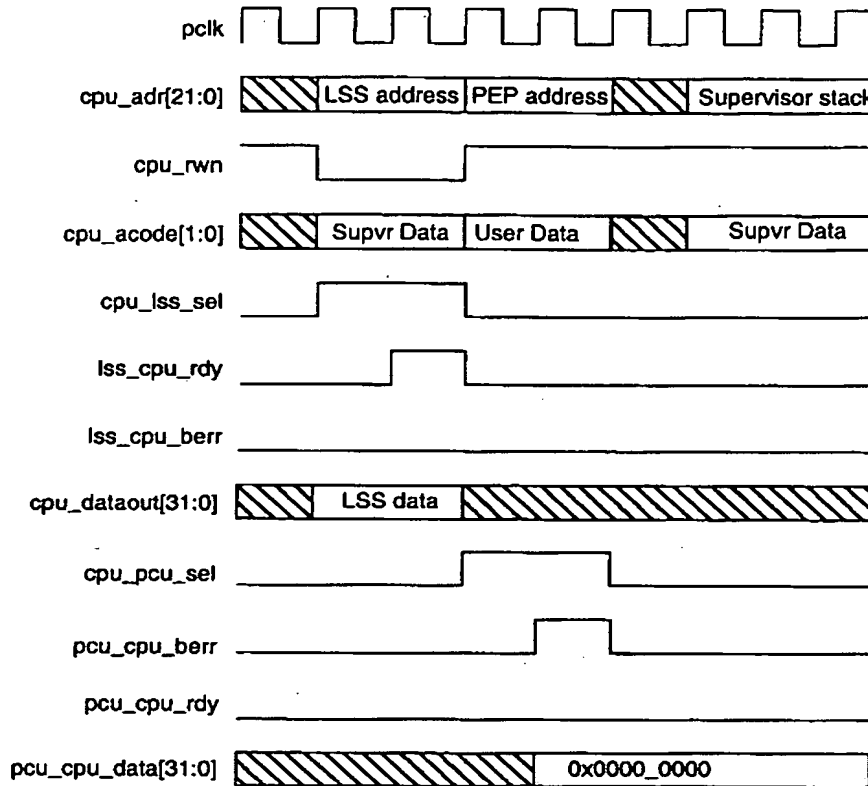 pclk
cpu_adr[21:0] LSS address PEP address Supervisor stack
cpu_rwn
cpu_acode[1:0] Supvr Data User Data Supvr Data
cpu_lss_sel
lss_cpu_rdy
lss_cpu_berr
cpu_dataout[31:0] LSS data
cpu_pcu_sel
pcu_cpu_berr
pcu_cpu_rdy
pcu_cpu_data[31:0] 0x0000_0000